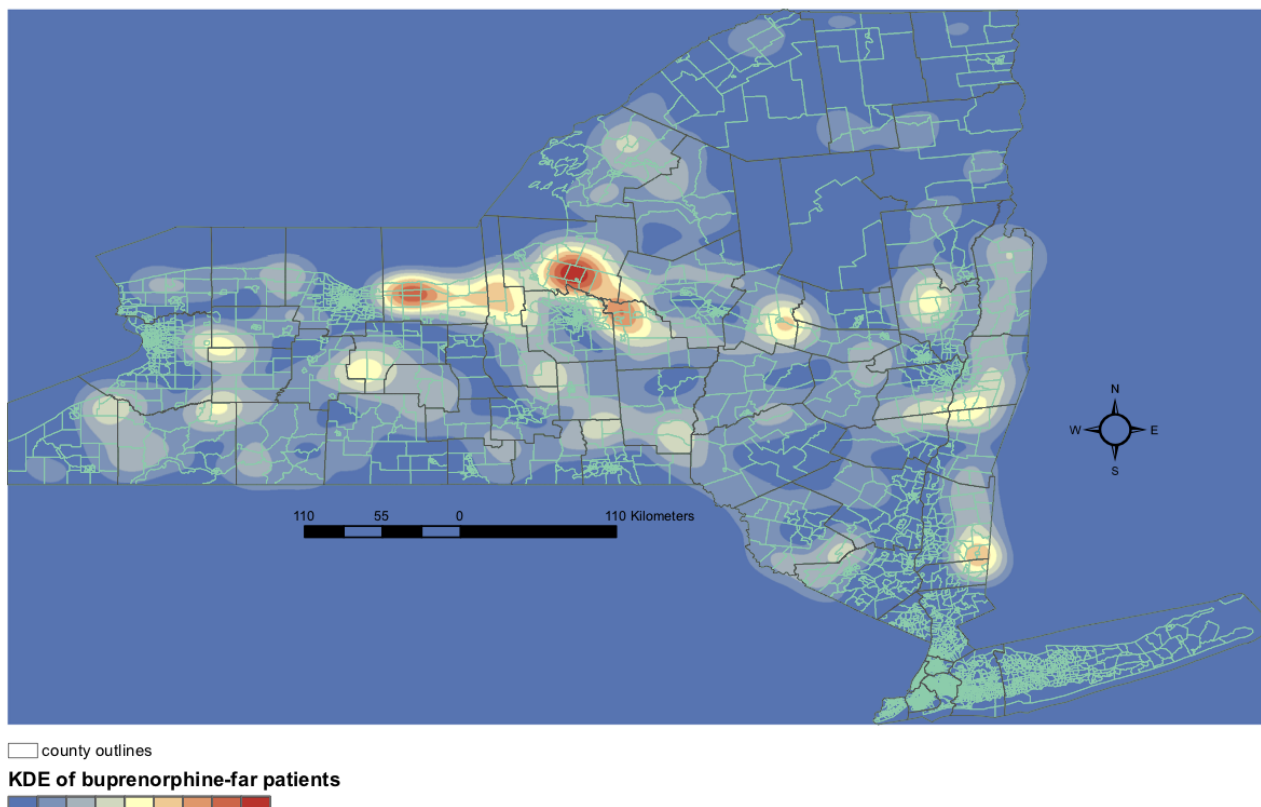 N
W E
S
110 55 0 110 Kilometers
county outlines
KDE of buprenorphine-far patients